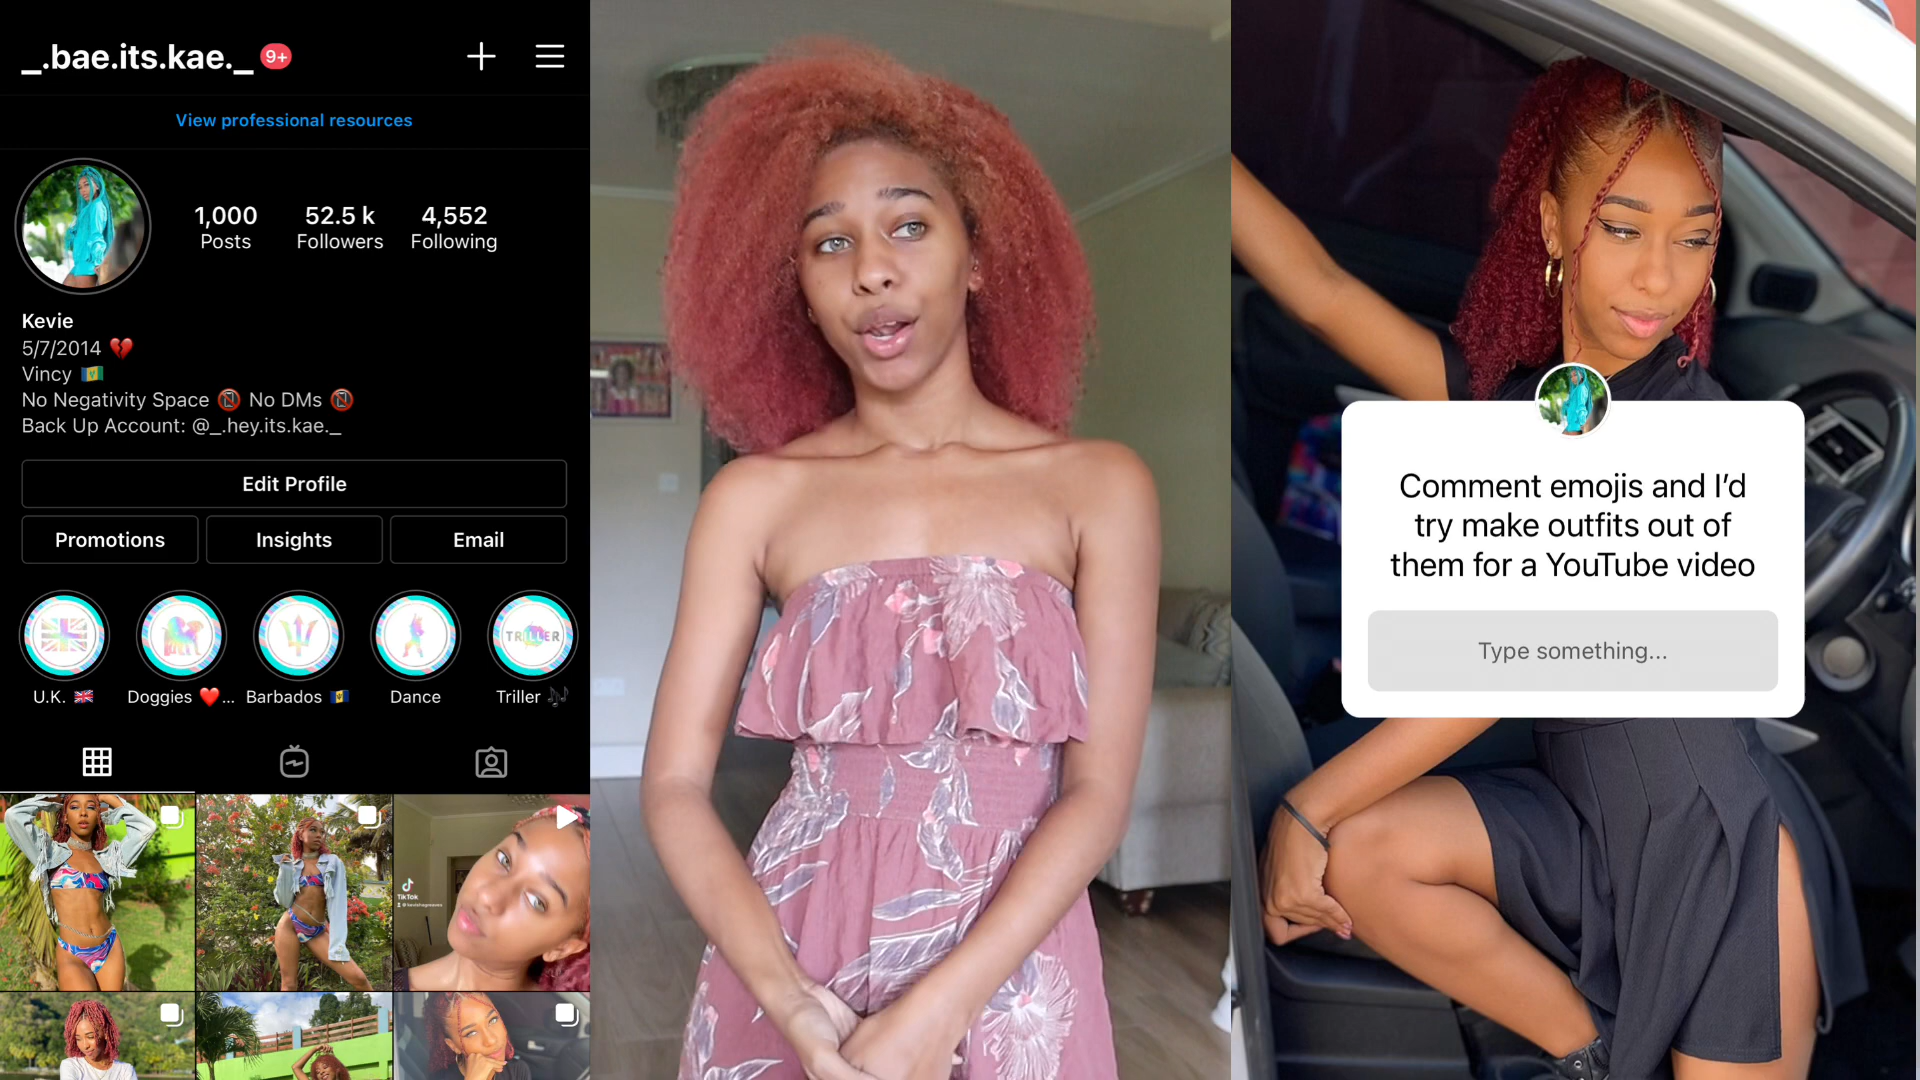 _.bae.its.kae._ 9+
View professional resources
1,000 52.5 k 4,552
Posts Followers Following
Kevie
5/7/2014 💔
Vincy 🇻🇨
No Negativity Space 📵 No DMs 📵
Back Up Account: @_.hey.its.kae._
Edit Profile
Promotions Insights Email
TRILLER
U.K. 🇬🇧 Doggies ❤️... Barbados 🇧🇧 Dance Triller 🎶
TikTok
Comment emojis and I'd
try make outfits out of
them for a YouTube video
Type something...